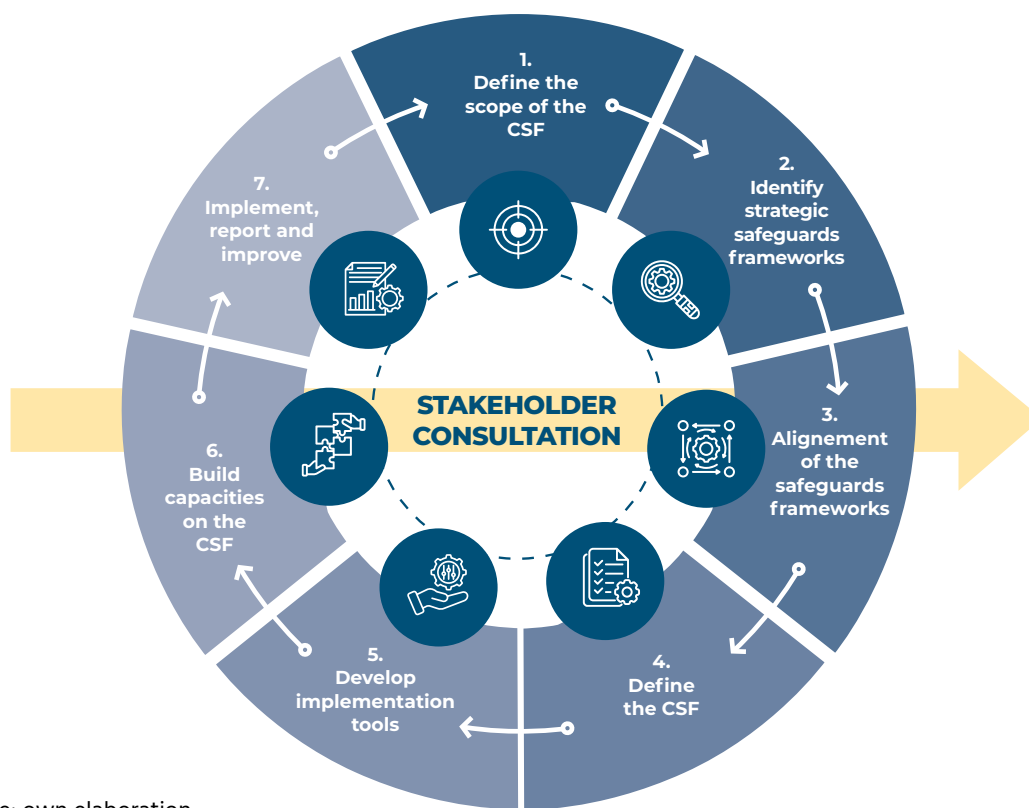 1.
Define the
scope of the
CSF
2.
Identify
strategic
safeguards
frameworks
3.
Alignement
of the
safeguards
frameworks
4.
Define
the CSF
5.
Develop
implementation
tools
6.
Build
capacities
on the
CSF
7.
Implement,
report and
improve
STAKEHOLDER
CONSULTATION
own elaboration